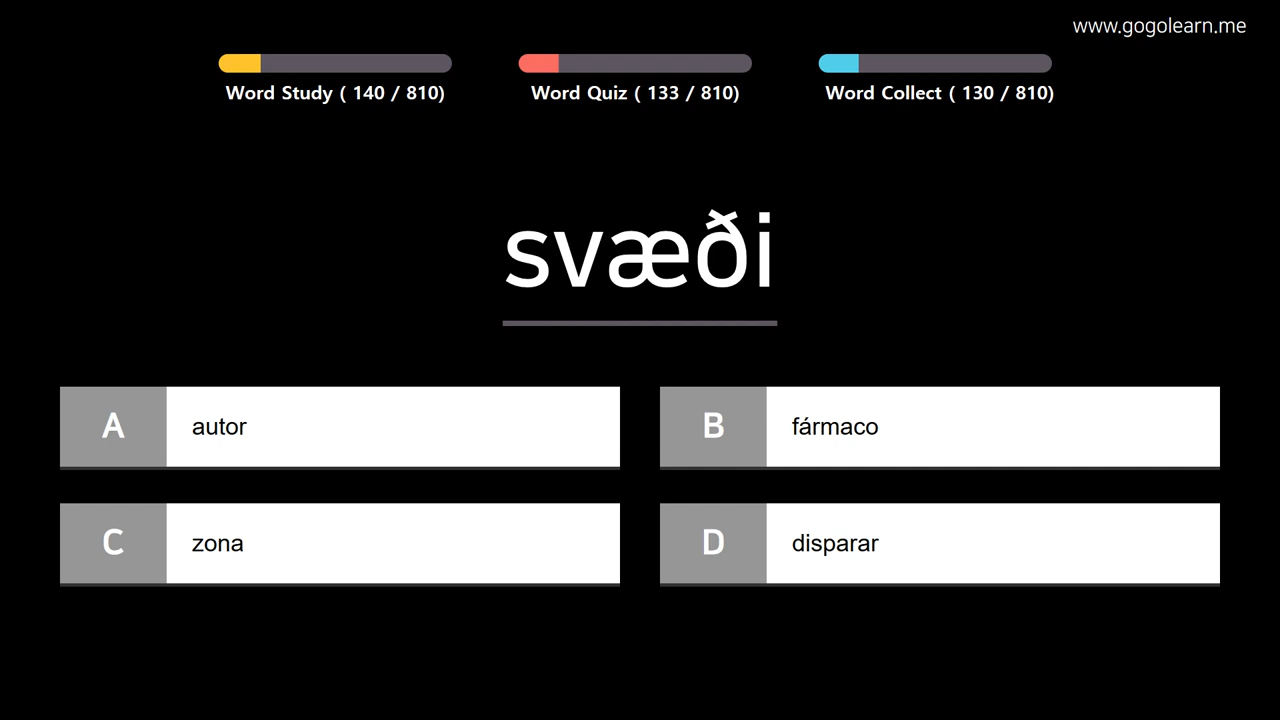 www.gogolearn.me
Word Study ( 140 / 810)
Word Quiz ( 133 / 810)
Word Collect ( 130 / 810)
svæði
A autor
B fármaco
C zona
D disparar